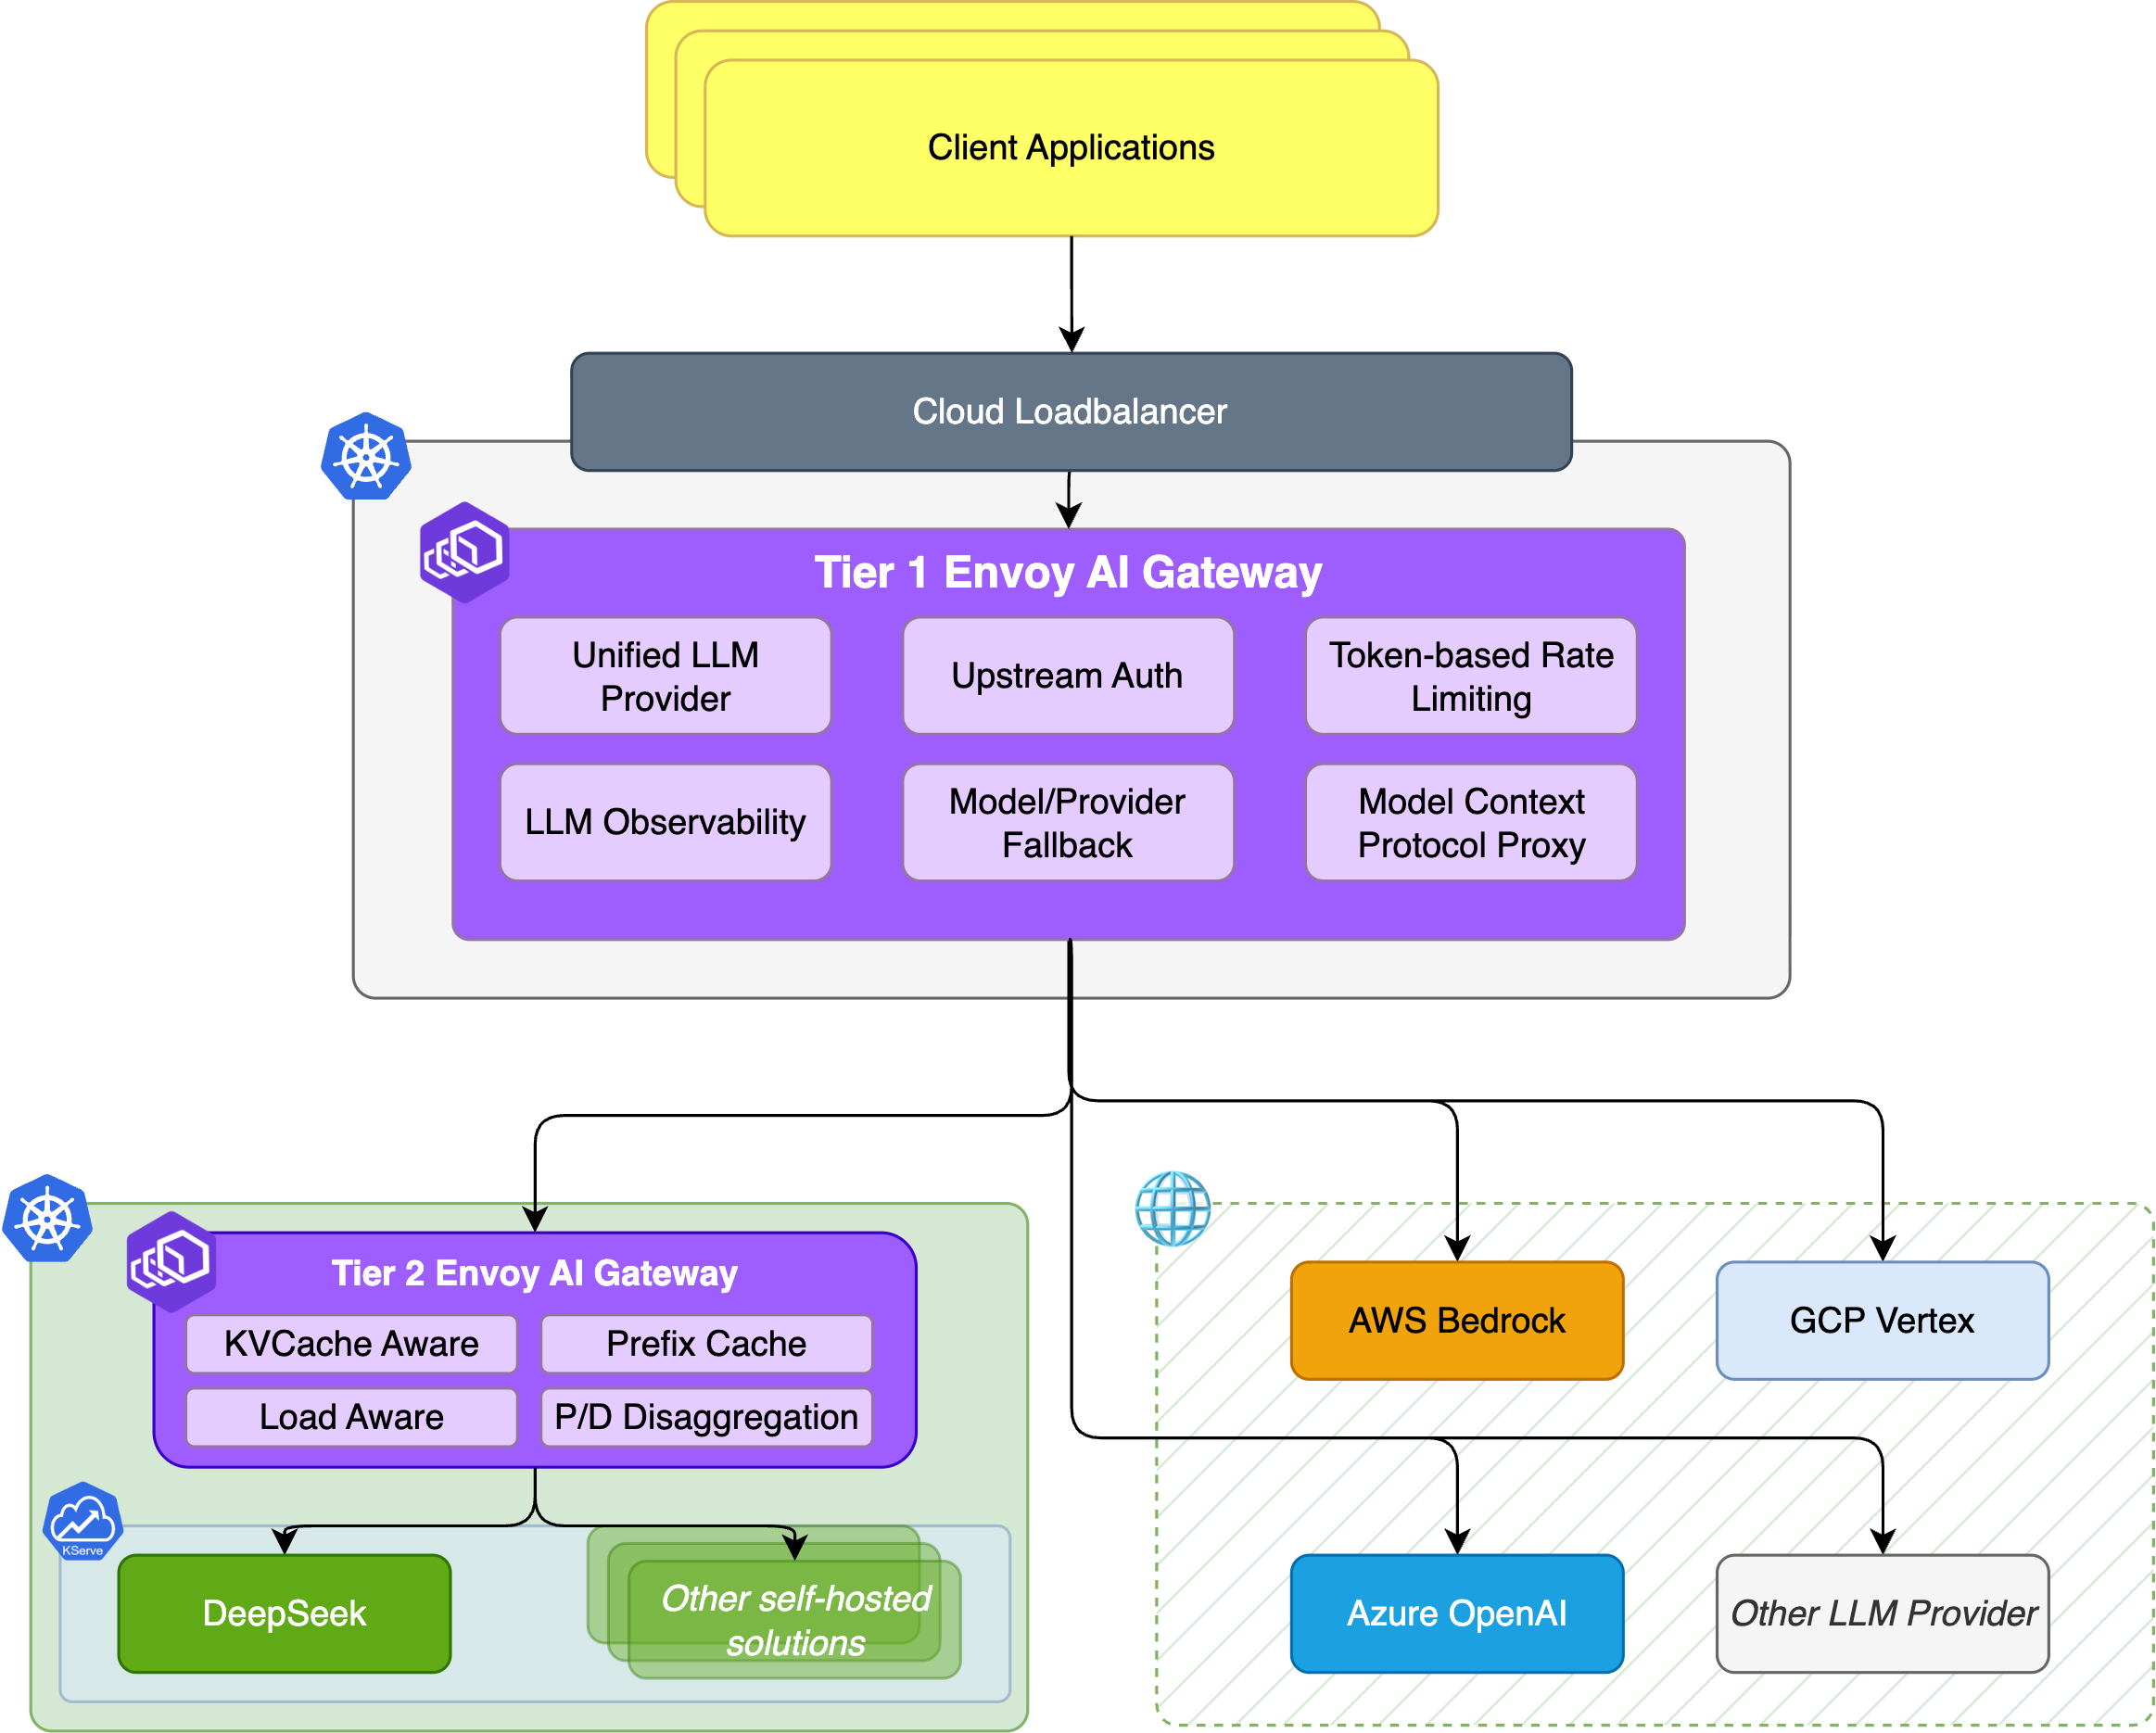 Client Applications
Cloud Loadbalancer
Tier 1 Envoy AI Gateway
Unified LLM
Provider
Upstream Auth
Token-based Rate
Limiting
LLM Observability
Model/Provider
Fallback
Model Context
Protocol Proxy
Tier 2 Envoy AI Gateway
KVCache Aware
Prefix Cache
Load Aware
P/D Disaggregation
KServe
DeepSeek
Other self-hosted
solutions
AWS Bedrock
GCP Vertex
Azure OpenAI
Other LLM Provider